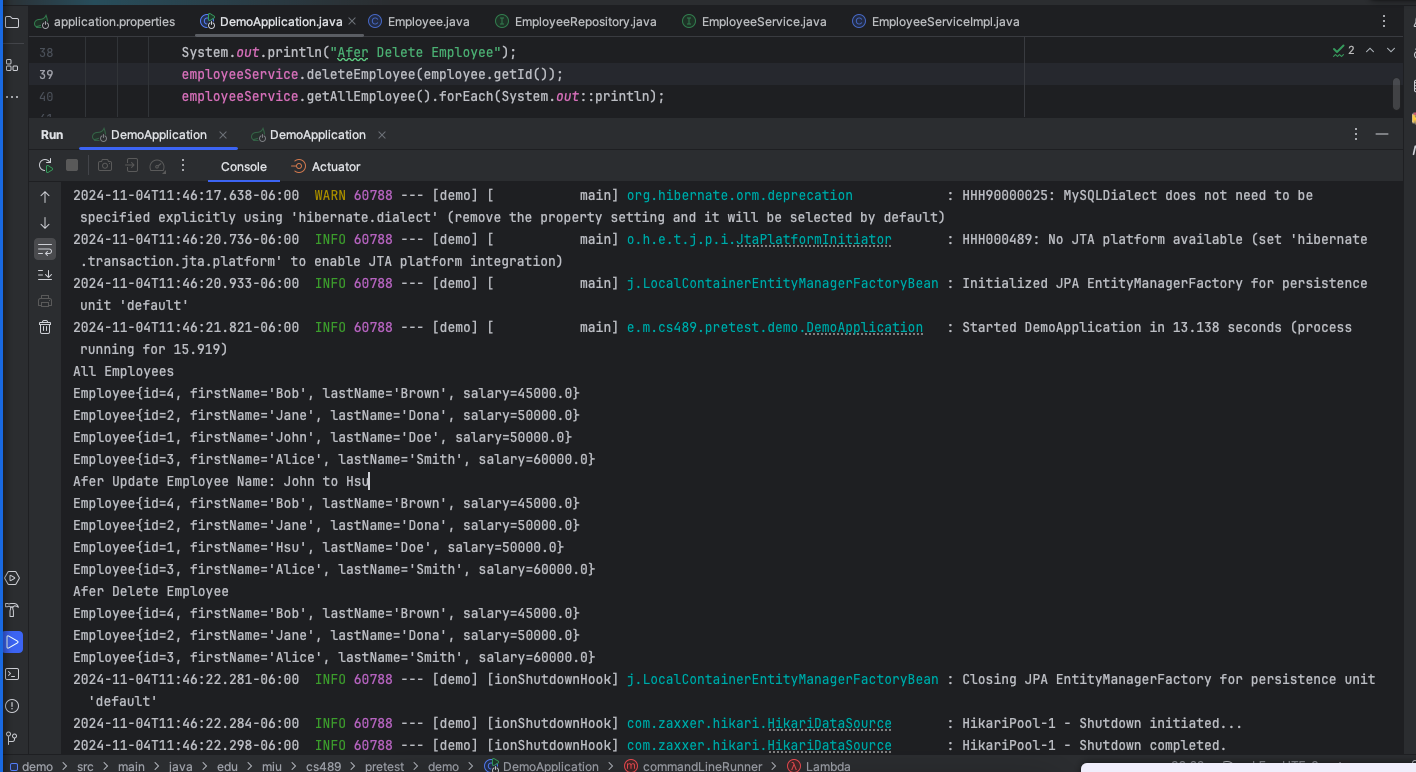 application.properties DemoApplication.java Employee.java EmployeeRepository.java EmployeeService.java EmployeeServiceImpl.java
38 System.out.println("Afer Delete Employee"); 2
39 employeeService.deleteEmployee(employee.getId());
40 employeeService.getAllEmployee().forEach(System.out::println);
Run DemoApplication DemoApplication
Console Actuator
2024-11-04T11:46:17.638-06:00 WARN 60788 --- [demo] [ main] org.hibernate.orm.deprecation : HHH90000025: MySQLDialect does not need to be
specified explicitly using 'hibernate.dialect' (remove the property setting and it will be selected by default)
2024-11-04T11:46:20.736-06:00 INFO 60788 --- [demo] [ main] o.h.e.t.j.p.i.JtaPlatformInitiator : HHH000489: No JTA platform available (set 'hibernate
.transaction.jta.platform' to enable JTA platform integration)
2024-11-04T11:46:20.933-06:00 INFO 60788 --- [demo] [ main] j.LocalContainerEntityManagerFactoryBean : Initialized JPA EntityManagerFactory for persistence
unit 'default'
2024-11-04T11:46:21.821-06:00 INFO 60788 --- [demo] [ main] e.m.cs489.pretest.demo.DemoApplication : Started DemoApplication in 13.138 seconds (process
running for 15.919)
All Employees
Employee{id=4, firstName='Bob', lastName='Brown', salary=45000.0}
Employee{id=2, firstName='Jane', lastName='Dona', salary=50000.0}
Employee{id=1, firstName='John', lastName='Doe', salary=50000.0}
Employee{id=3, firstName='Alice', lastName='Smith', salary=60000.0}
Afer Update Employee Name: John to Hsu
Employee{id=4, firstName='Bob', lastName='Brown', salary=45000.0}
Employee{id=2, firstName='Jane', lastName='Dona', salary=50000.0}
Employee{id=1, firstName='Hsu', lastName='Doe', salary=50000.0}
Employee{id=3, firstName='Alice', lastName='Smith', salary=60000.0}
Afer Delete Employee
Employee{id=4, firstName='Bob', lastName='Brown', salary=45000.0}
Employee{id=2, firstName='Jane', lastName='Dona', salary=50000.0}
Employee{id=3, firstName='Alice', lastName='Smith', salary=60000.0}
2024-11-04T11:46:22.281-06:00 INFO 60788 --- [demo] [ionShutdownHook] j.LocalContainerEntityManagerFactoryBean : Closing JPA EntityManagerFactory for persistence unit
'default'
2024-11-04T11:46:22.284-06:00 INFO 60788 --- [demo] [ionShutdownHook] com.zaxxer.hikari.HikariDataSource : HikariPool-1 - Shutdown initiated...
2024-11-04T11:46:22.298-06:00 INFO 60788 --- [demo] [ionShutdownHook] com.zaxxer.hikari.HikariDataSource : HikariPool-1 - Shutdown completed.
demo > src > main > java > edu > miu > cs489 > pretest > demo > DemoApplication > commandLineRunner > Lambda